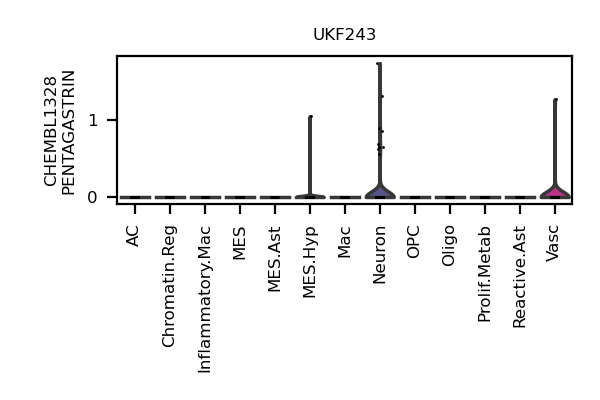 UKF243
CHEMBL1328
PENTAGASTRIN
1
0
AC
Chromatin.Reg
Inflammatory.Mac
MES
MES.Ast
MES.Hyp
Mac
Neuron
OPC
Oligo
Prolif.Metab
Reactive.Ast
Vasc